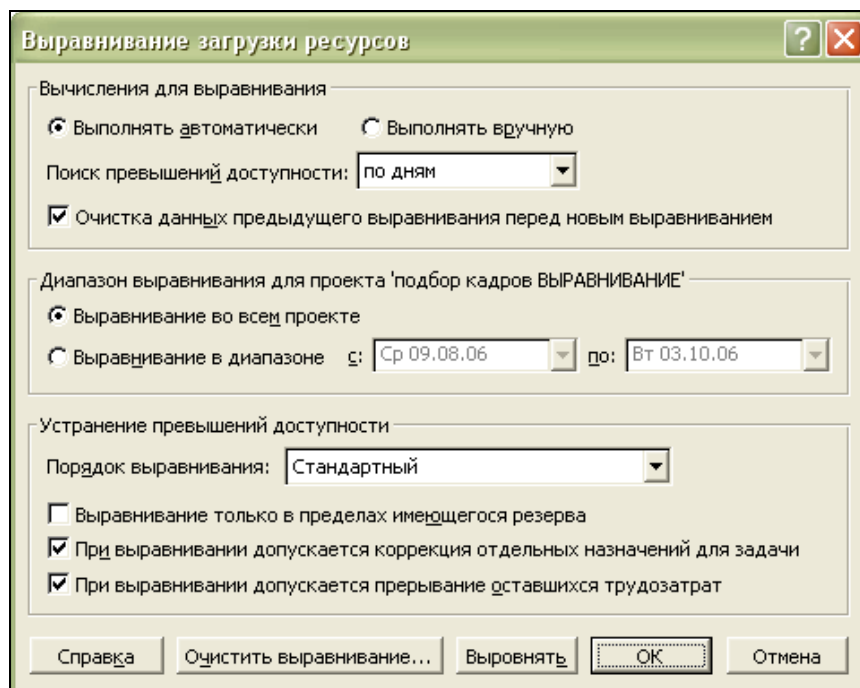 Выравнивание загрузки ресурсов
Вычисления для выравнивания
Выполнять автоматически Выполнять вручную
Поиск превышений доступности: по дням
Очистка данных предыдущего выравнивания перед новым выравниванием
Диапазон выравнивания для проекта 'подбор кадров ВЫРАВНИВАНИЕ'
Выравнивание во всем проекте
Выравнивание в диапазоне с: Ср 09.08.06 по: Вт 03.10.06
Устранение превышений доступности
Порядок выравнивания: Стандартный
Выравнивание только в пределах имеющегося резерва
При выравнивании допускается коррекция отдельных назначений для задачи
При выравнивании допускается прерывание оставшихся трудозатрат
Справка Очистить выравнивание... Выровнять ОК Отмена